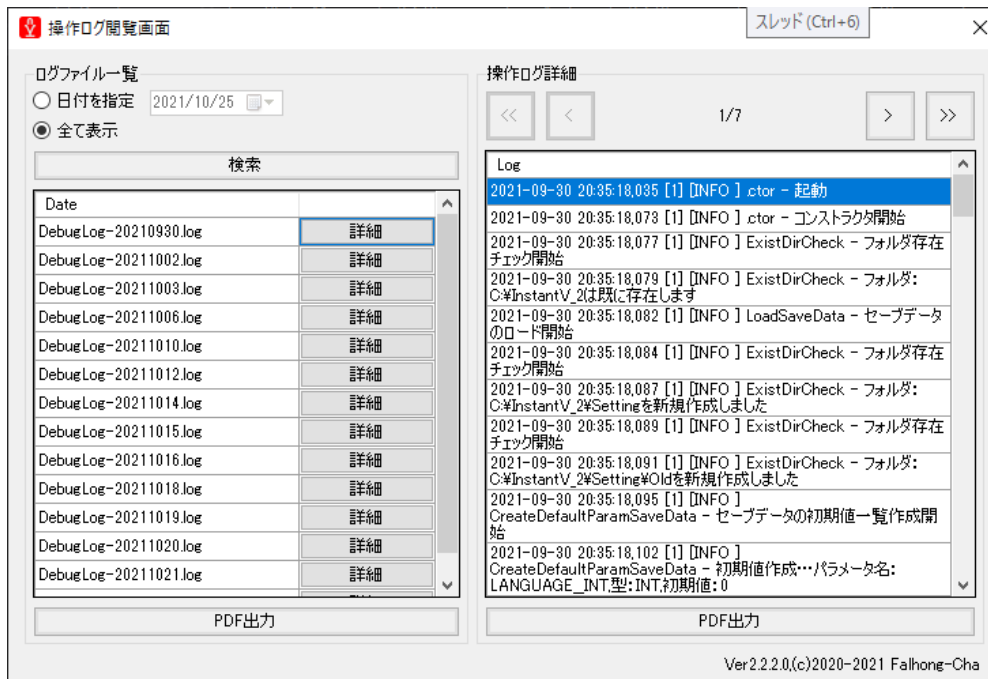 操作ログ閲覧画面
スレッド(Ctrl+6)
ログファイル一覧
日付を指定 2021/10/25
全て表示
検索
Date
DebugLog-20210930.log 詳細
DebugLog-20211002.log 詳細
DebugLog-20211003.log 詳細
DebugLog-20211006.log 詳細
DebugLog-20211010.log 詳細
DebugLog-20211012.log 詳細
DebugLog-20211014.log 詳細
DebugLog-20211015.log 詳細
DebugLog-20211016.log 詳細
DebugLog-20211018.log 詳細
DebugLog-20211019.log 詳細
DebugLog-20211020.log 詳細
DebugLog-20211021.log 詳細
PDF出力
操作ログ詳細
<< < 1/7 > >>
Log
2021-09-30 20:35:18,035 [1] [INFO ] .ctor - 起動
2021-09-30 20:35:18,073 [1] [INFO ] .ctor - コンストラクタ開始
2021-09-30 20:35:18,077 [1] [INFO ] ExistDirCheck - フォルダ存在
チェック開始
2021-09-30 20:35:18,079 [1] [INFO ] ExistDirCheck - フォルダ:
C:¥InstantV_2は既に存在します
2021-09-30 20:35:18,082 [1] [INFO ] LoadSaveData - セーブデータ
のロード開始
2021-09-30 20:35:18,084 [1] [INFO ] ExistDirCheck - フォルダ存在
チェック開始
2021-09-30 20:35:18,087 [1] [INFO ] ExistDirCheck - フォルダ:
C:¥InstantV_2¥Settingを新規作成しました
2021-09-30 20:35:18,089 [1] [INFO ] ExistDirCheck - フォルダ存在
チェック開始
2021-09-30 20:35:18,091 [1] [INFO ] ExistDirCheck - フォルダ:
C:¥InstantV_2¥Setting¥Oldを新規作成しました
2021-09-30 20:35:18,095 [1] [INFO ]
CreateDefaultParamSaveData - セーブデータの初期値一覧作成開
始
2021-09-30 20:35:18,102 [1] [INFO ]
CreateDefaultParamSaveData - 初期値作成…パラメータ名:
LANGUAGE_INT,型:INT,初期値:0
PDF出力
Ver2.2.2.0,(c)2020-2021 Falhong-Cha